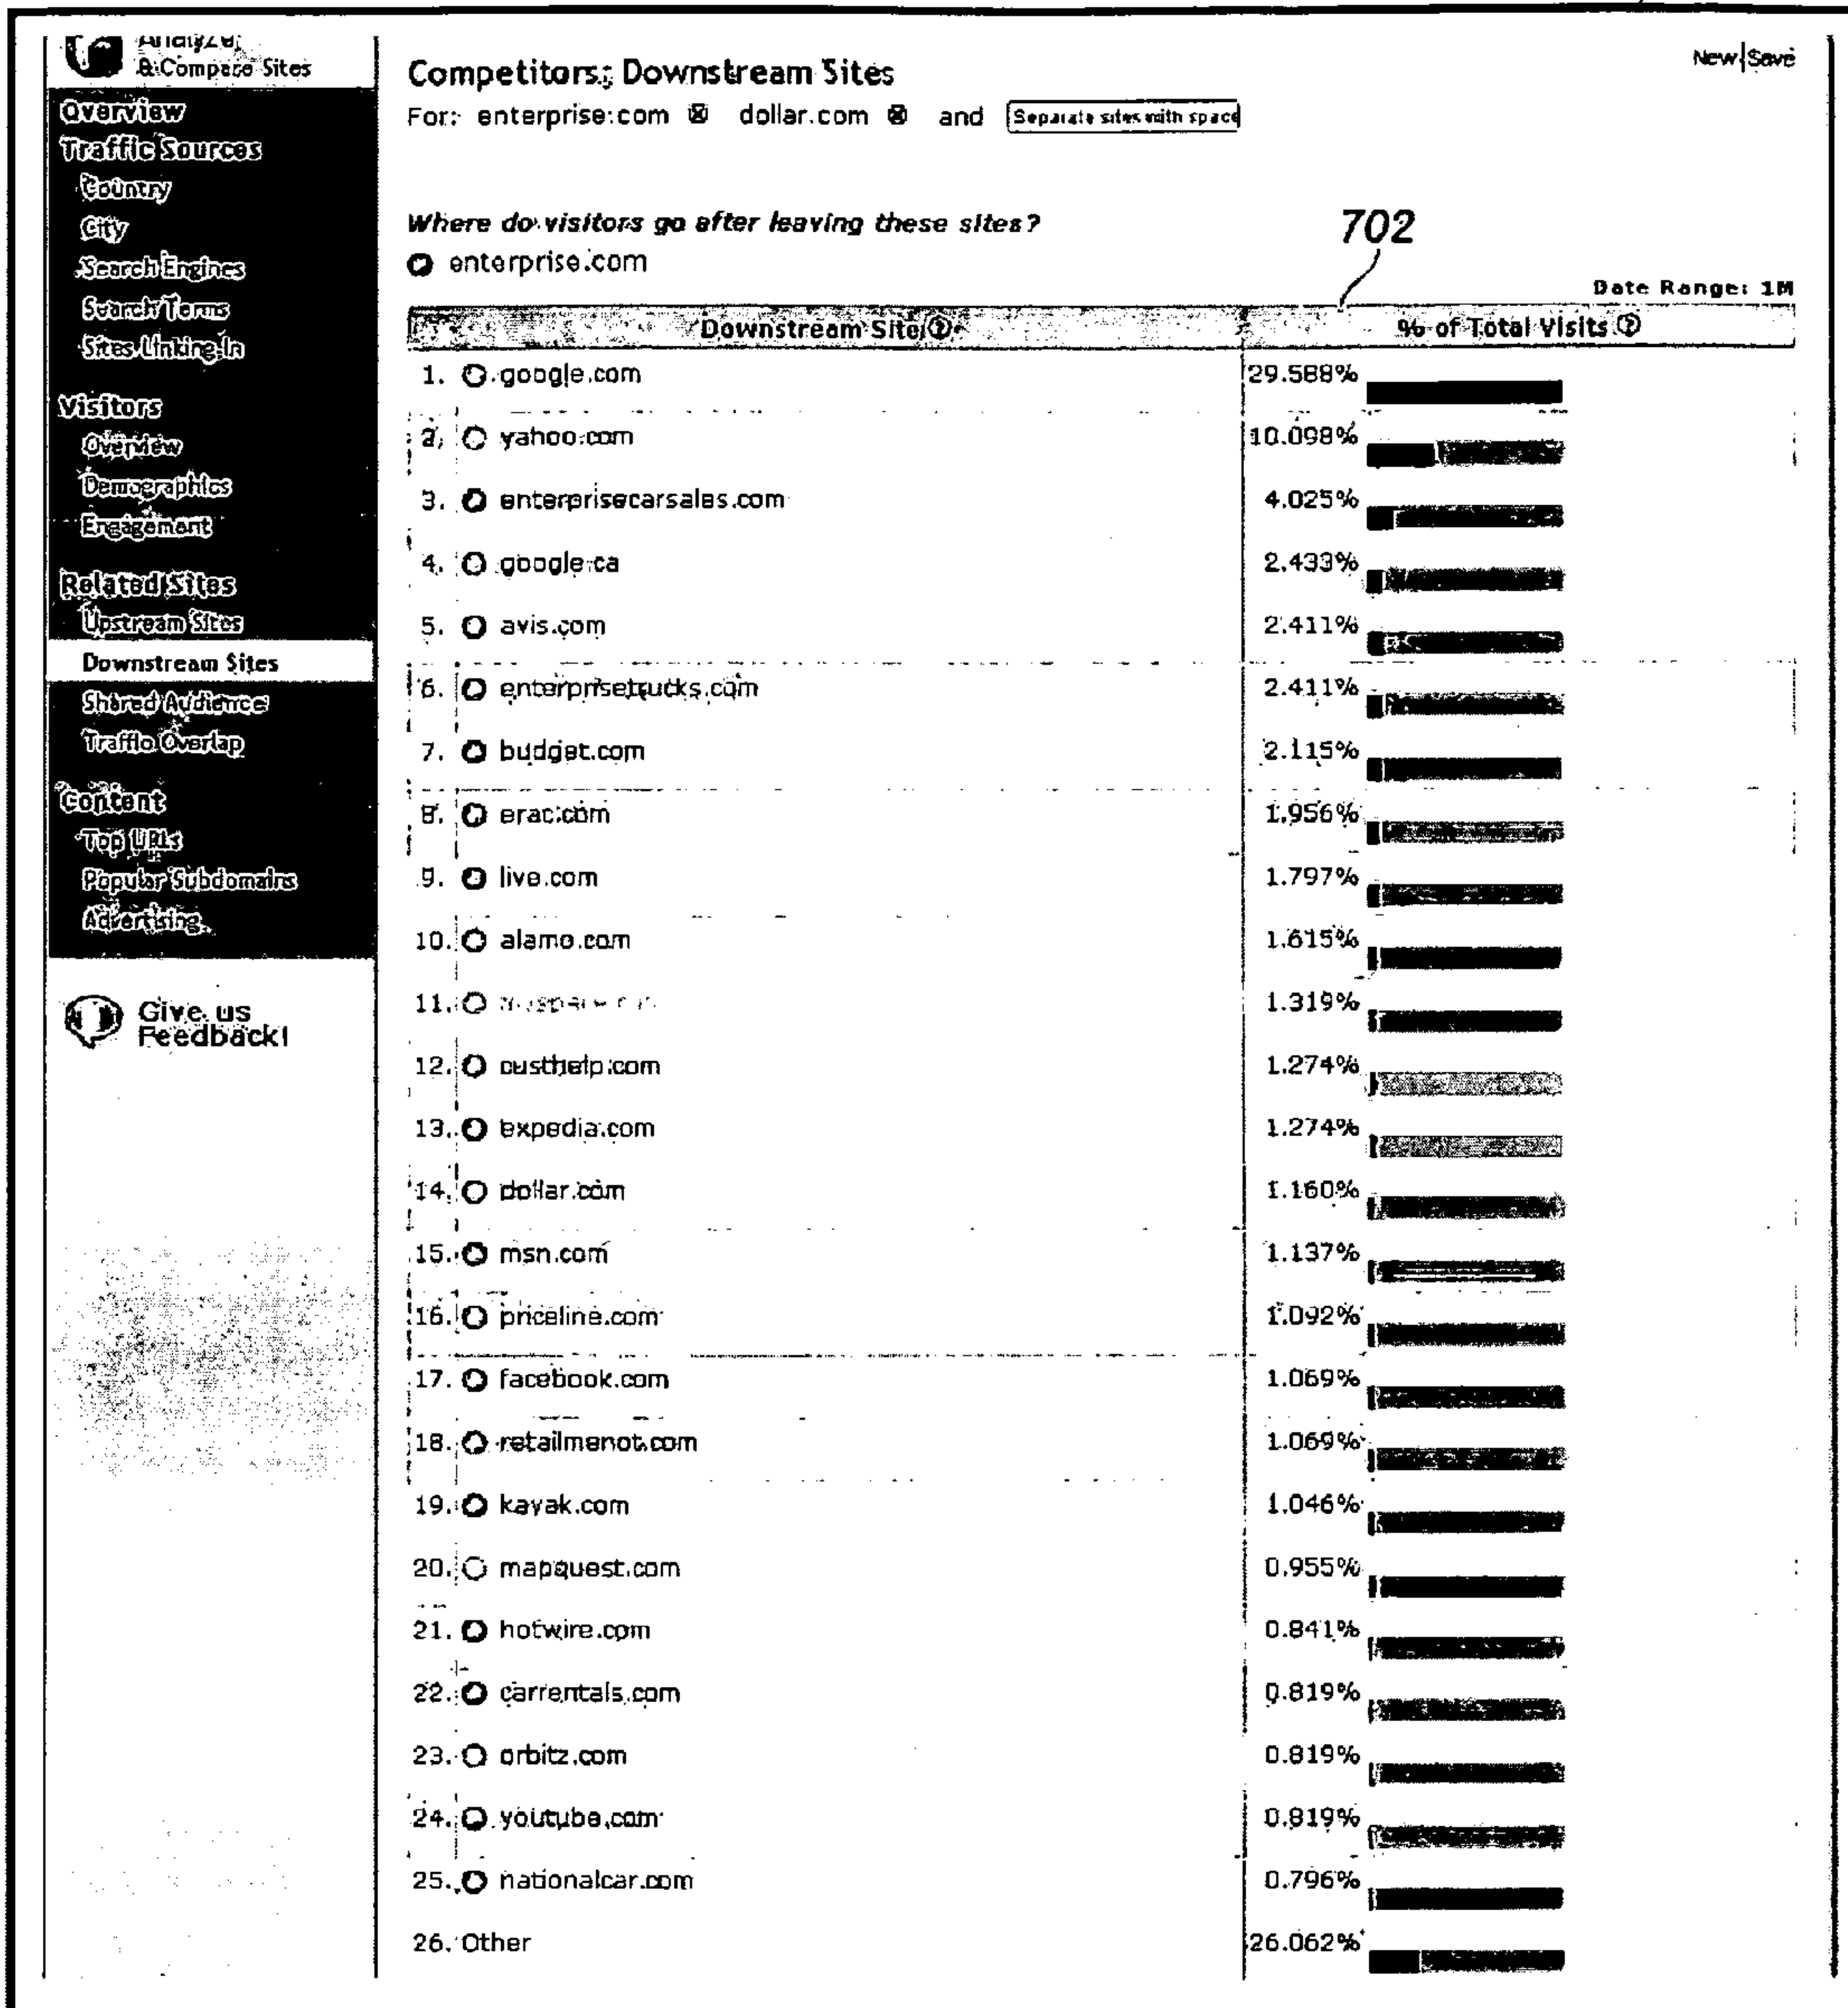 Analyze
& Compare Sites
Overview
Traffic Sources
Country
City
Search Engines
Search Terms
Sites Linking In
Visitors
Overview
Demographics
Engagement
Related Sites
Upstream Sites
Downstream Sites
Shared Audience
Traffic Overlap
Content
Top URLs
Popular Subdomains
Advertising
Give us
Feedback!
New|Save
Competitors: Downstream Sites
For: enterprise.com dollar.com and Separate sites with space
Where do visitors go after leaving these sites?
enterprise.com
702
Date Range: 1M
Downstream Site % of Total Visits
1. google.com 29.588%
2. yahoo.com 10.098%
3. enterprisecarsales.com 4.025%
4. google.ca 2.433%
5. avis.com 2.411%
6. enterprisetrucks.com 2.411%
7. budget.com 2.115%
8. erac.com 1.956%
9. live.com 1.797%
10. alamo.com 1.615%
11. 1.319%
12. custhelp.com 1.274%
13. expedia.com 1.274%
14. dollar.com 1.160%
15. msn.com 1.137%
16. priceline.com 1.092%
17. facebook.com 1.069%
18. retailmenot.com 1.069%
19. kayak.com 1.046%
20. mapquest.com 0.955%
21. hotwire.com 0.841%
22. carrentals.com 0.819%
23. orbitz.com 0.819%
24. youtube.com 0.819%
25. nationalcar.com 0.796%
26. Other 26.062%